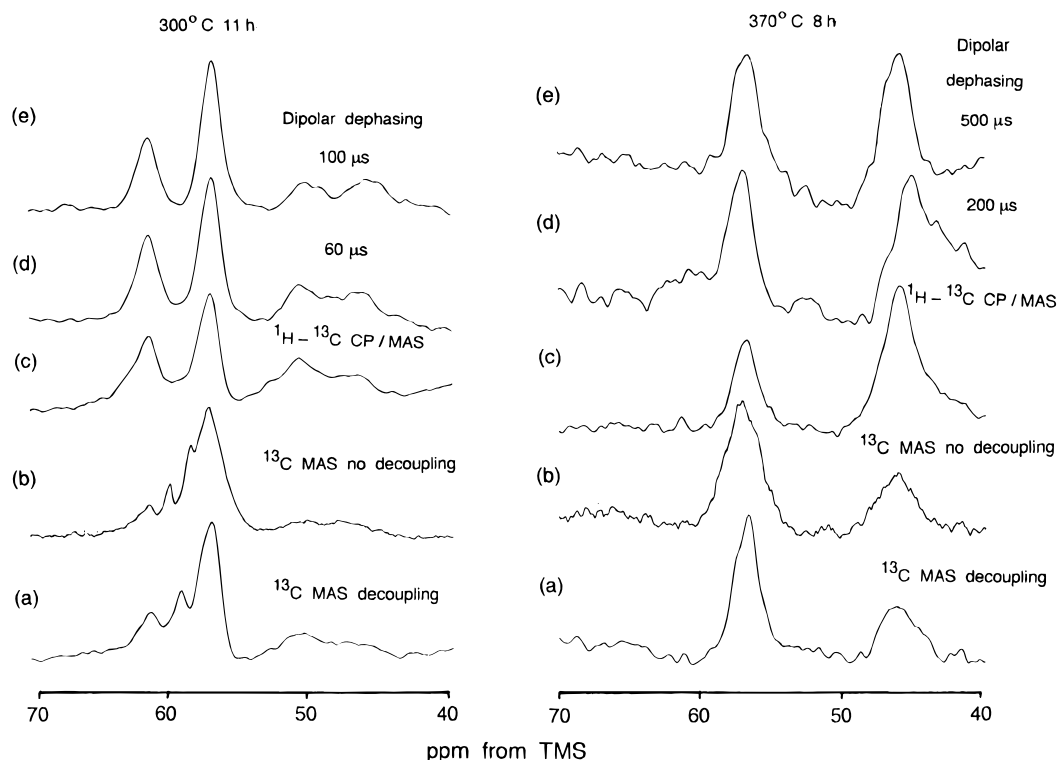 300° C 11 h
(e)
Dipolar dephasing
100 μs
(d)
60 μs
¹H – ¹³C CP / MAS
(c)
¹³C MAS no decoupling
(b)
¹³C MAS decoupling
(a)
70 60 50 40
370° C 8 h
Dipolar
dephasing
(e)
500 μs
200 μs
(d)
¹H – ¹³C CP / MAS
(c)
¹³C MAS no decoupling
(b)
¹³C MAS decoupling
(a)
70 60 50 40
ppm from TMS